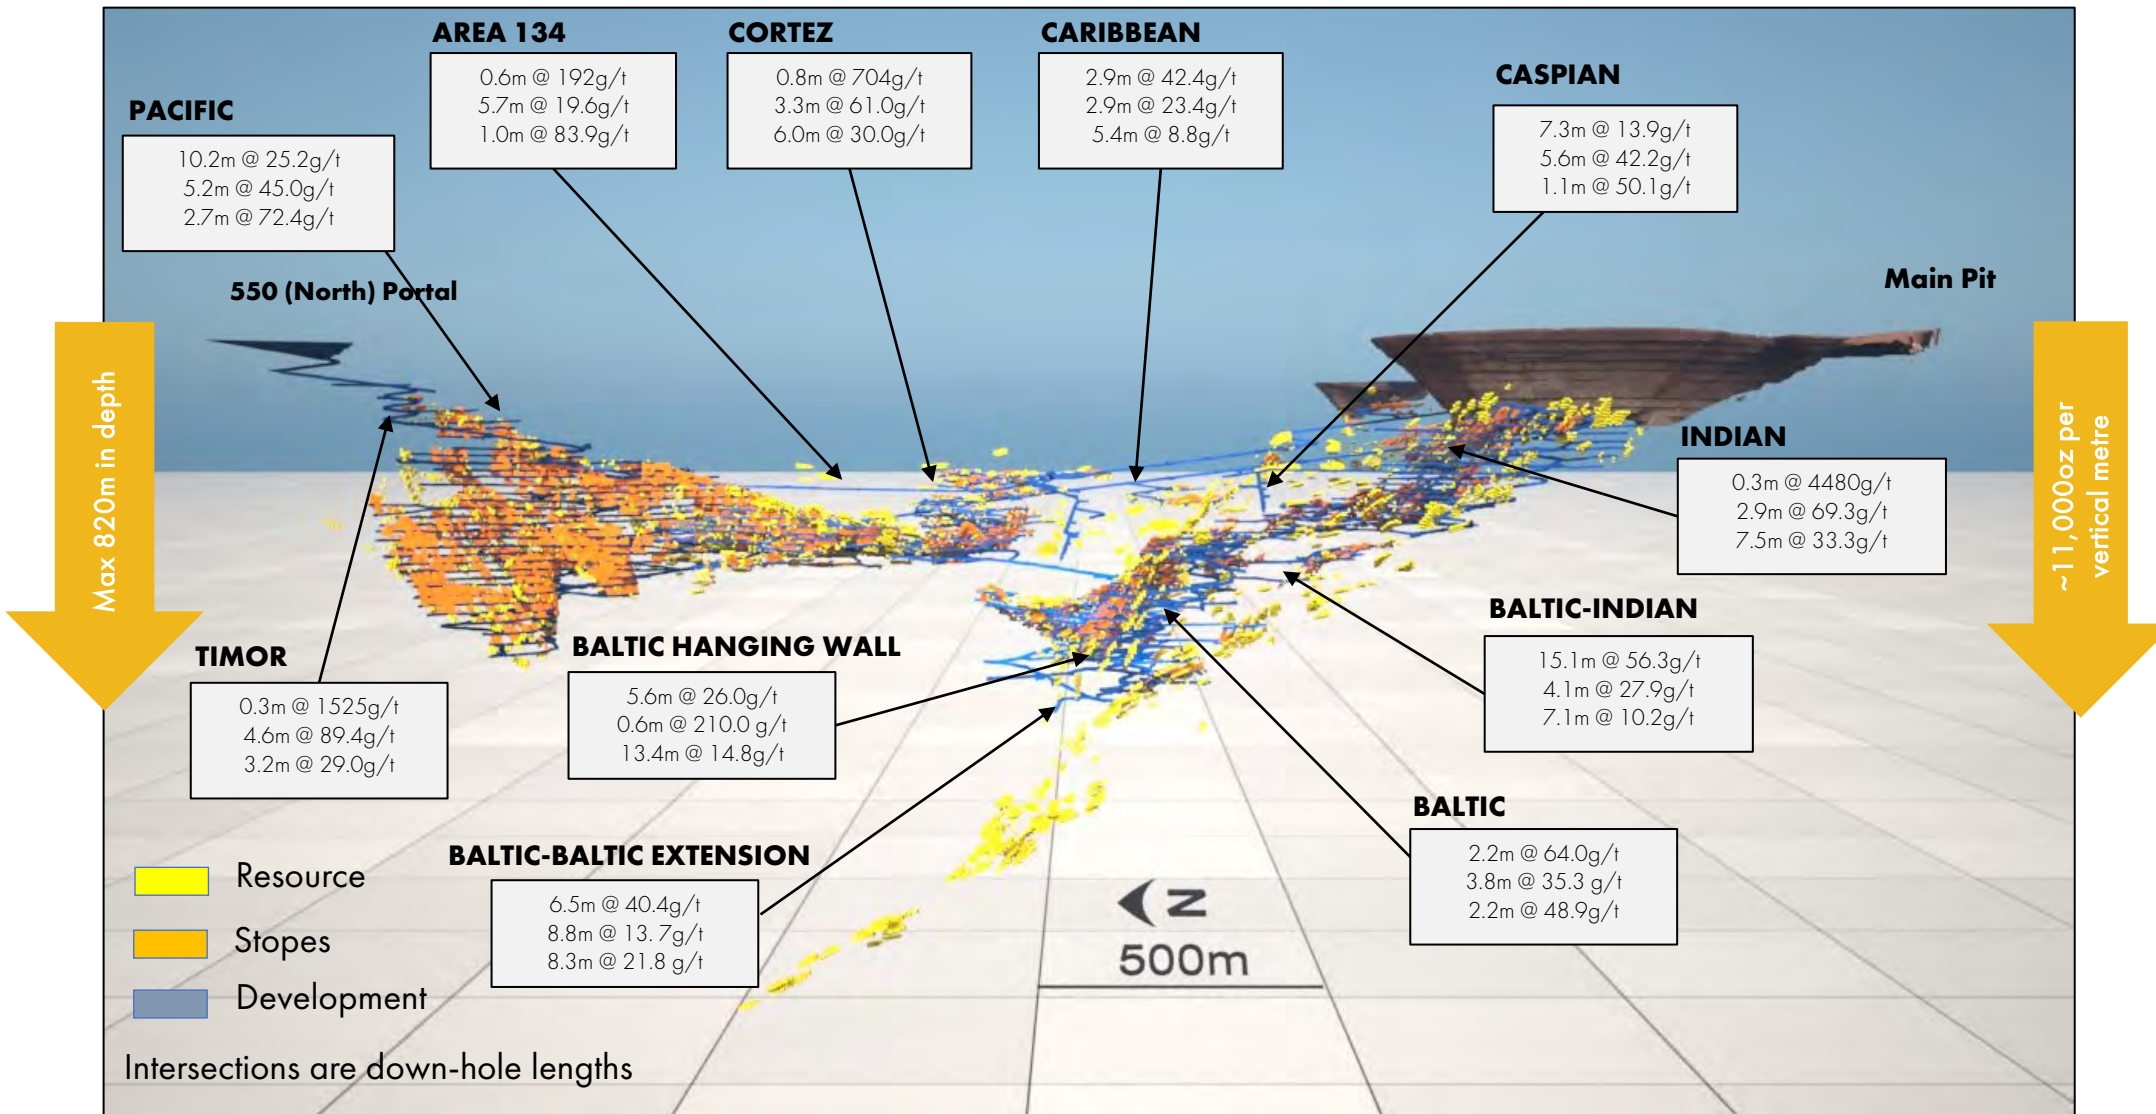 AREA 134
0.6m @ 192g/t
5.7m @ 19.6g/t
1.0m @ 83.9g/t
CORTEZ
0.8m @ 704g/t
3.3m @ 61.0g/t
6.0m @ 30.0g/t
CARIBBEAN
2.9m @ 42.4g/t
2.9m @ 23.4g/t
5.4m @ 8.8g/t
CASPIAN
7.3m @ 13.9g/t
5.6m @ 42.2g/t
1.1m @ 50.1g/t
PACIFIC
10.2m @ 25.2g/t
5.2m @ 45.0g/t
2.7m @ 72.4g/t
550 (North) Portal
Main Pit
Max 820m in depth
~11,000oz per
vertical metre
INDIAN
0.3m @ 4480g/t
2.9m @ 69.3g/t
7.5m @ 33.3g/t
BALTIC-INDIAN
15.1m @ 56.3g/t
4.1m @ 27.9g/t
7.1m @ 10.2g/t
TIMOR
0.3m @ 1525g/t
4.6m @ 89.4g/t
3.2m @ 29.0g/t
BALTIC HANGING WALL
5.6m @ 26.0g/t
0.6m @ 210.0 g/t
13.4m @ 14.8g/t
BALTIC
2.2m @ 64.0g/t
3.8m @ 35.3 g/t
2.2m @ 48.9g/t
BALTIC-BALTIC EXTENSION
6.5m @ 40.4g/t
8.8m @ 13. 7g/t
8.3m @ 21.8 g/t
Resource
Stopes
Development
Intersections are down-hole lengths
N
500m